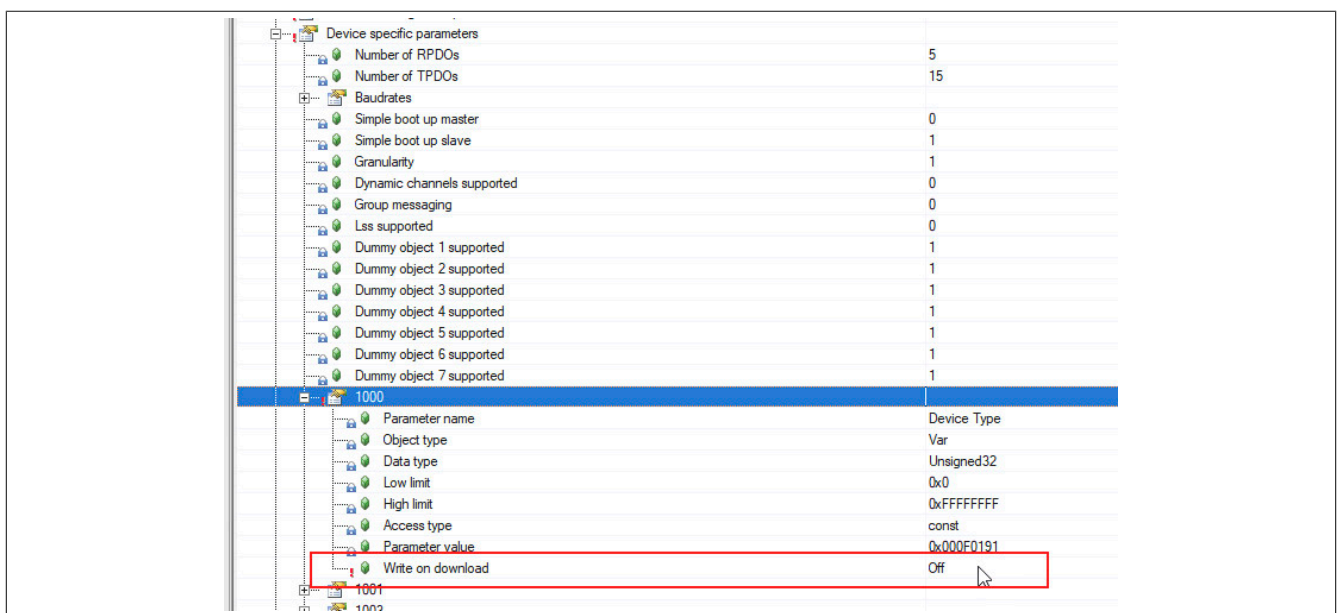 Device specific parameters
Number of RPDOs 5
Number of TPDOs 15
Baudrates
Simple boot up master 0
Simple boot up slave 1
Granularity 1
Dynamic channels supported 0
Group messaging 0
Lss supported 0
Dummy object 1 supported 1
Dummy object 2 supported 1
Dummy object 3 supported 1
Dummy object 4 supported 1
Dummy object 5 supported 1
Dummy object 6 supported 1
Dummy object 7 supported 1
1000
Parameter name Device Type
Object type Var
Data type Unsigned32
Low limit 0x0
High limit 0xFFFFFFFF
Access type const
Parameter value 0x000F0191
Write on download Off
1001
1003